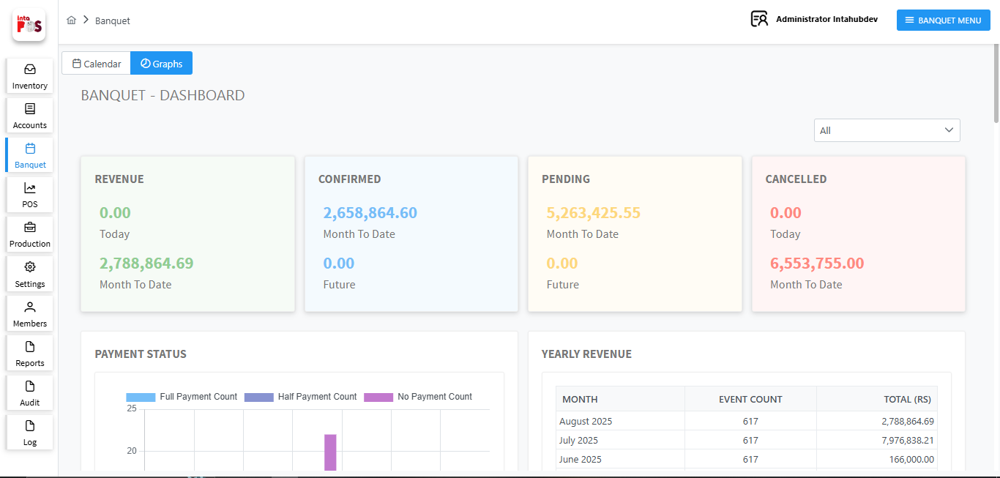 inta
POS
Banquet
Administrator Intahubdev
BANQUET MENU
Inventory
Accounts
Banquet
POS
Production
Settings
Members
Reports
Audit
Log
Calendar
Graphs
BANQUET - DASHBOARD
All
REVENUE
0.00
Today
2,788,864.69
Month To Date
CONFIRMED
2,658,864.60
Month To Date
0.00
Future
PENDING
5,263,425.55
Month To Date
0.00
Future
CANCELLED
0.00
Today
6,553,755.00
Month To Date
PAYMENT STATUS
Full Payment Count Half Payment Count No Payment Count
25
20
YEARLY REVENUE
MONTH EVENT COUNT TOTAL (RS)
August 2025 617 2,788,864.69
July 2025 617 7,976,838.21
June 2025 617 166,000.00